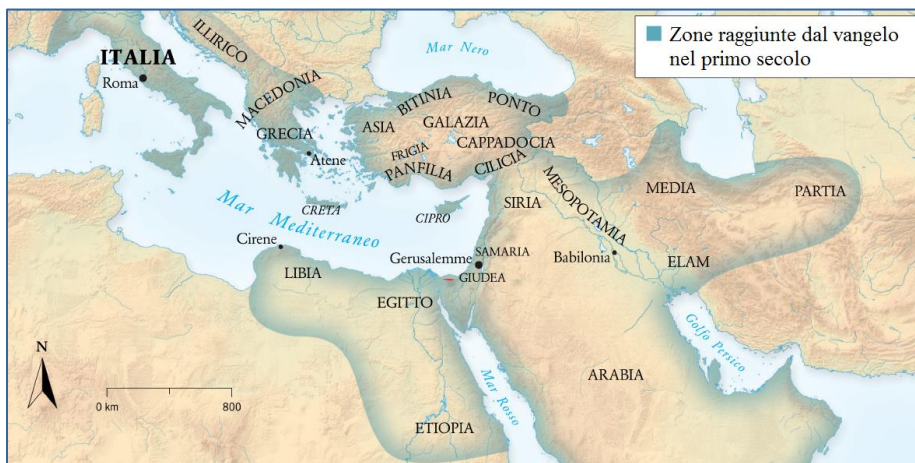 Zone raggiunte dal vangelo
nel primo secolo
ILLIRICO
Mar Nero
ITALIA
Roma
MACEDONIA
BITINIA
PONTO
ASIA
GALAZIA
GRECIA
CAPPADOCIA
Atene
FRIGIA
PANFILIA
CILICIA
MEDIA
PARTIA
MESOPOTAMIA
SIRIA
CRETA
CIPRO
Mar Mediterraneo
Cirene
SAMARIA
Gerusalemme
Babilonia
ELAM
LIBIA
GIUDEA
EGITTO
Golfo Persico
N
ARABIA
Mar Rosso
0 km 800
ETIOPIA